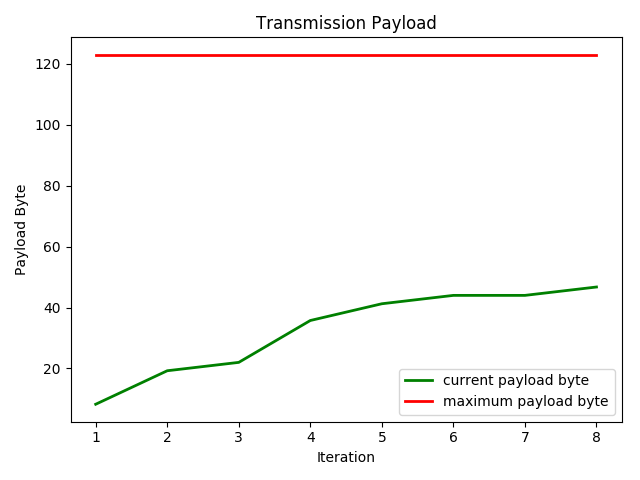 Transmission Payload
120
100
80
60
40
20
Payload Byte
current payload byte
maximum payload byte
1 2 3 4 5 6 7 8
Iteration